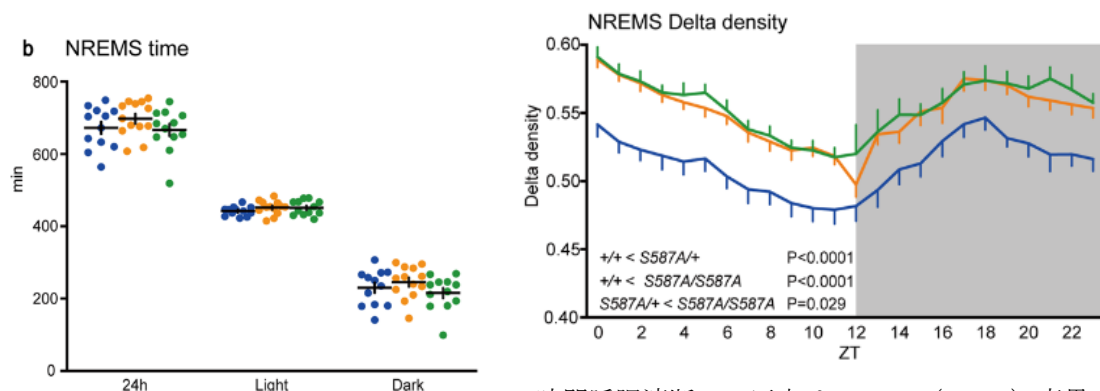 b NREMS time
800
600
400
200
0
min
24h
Light
Dark
NREMS Delta density
0.60
0.55
0.50
0.45
0.40
Delta density
+/+ < S587A/+ P<0.0001
+/+ < S587A/S587A P<0.0001
S587A/+ < S587A/S587A P=0.029
0 2 4 6 8 10 12 14 16 18 20 22
ZT